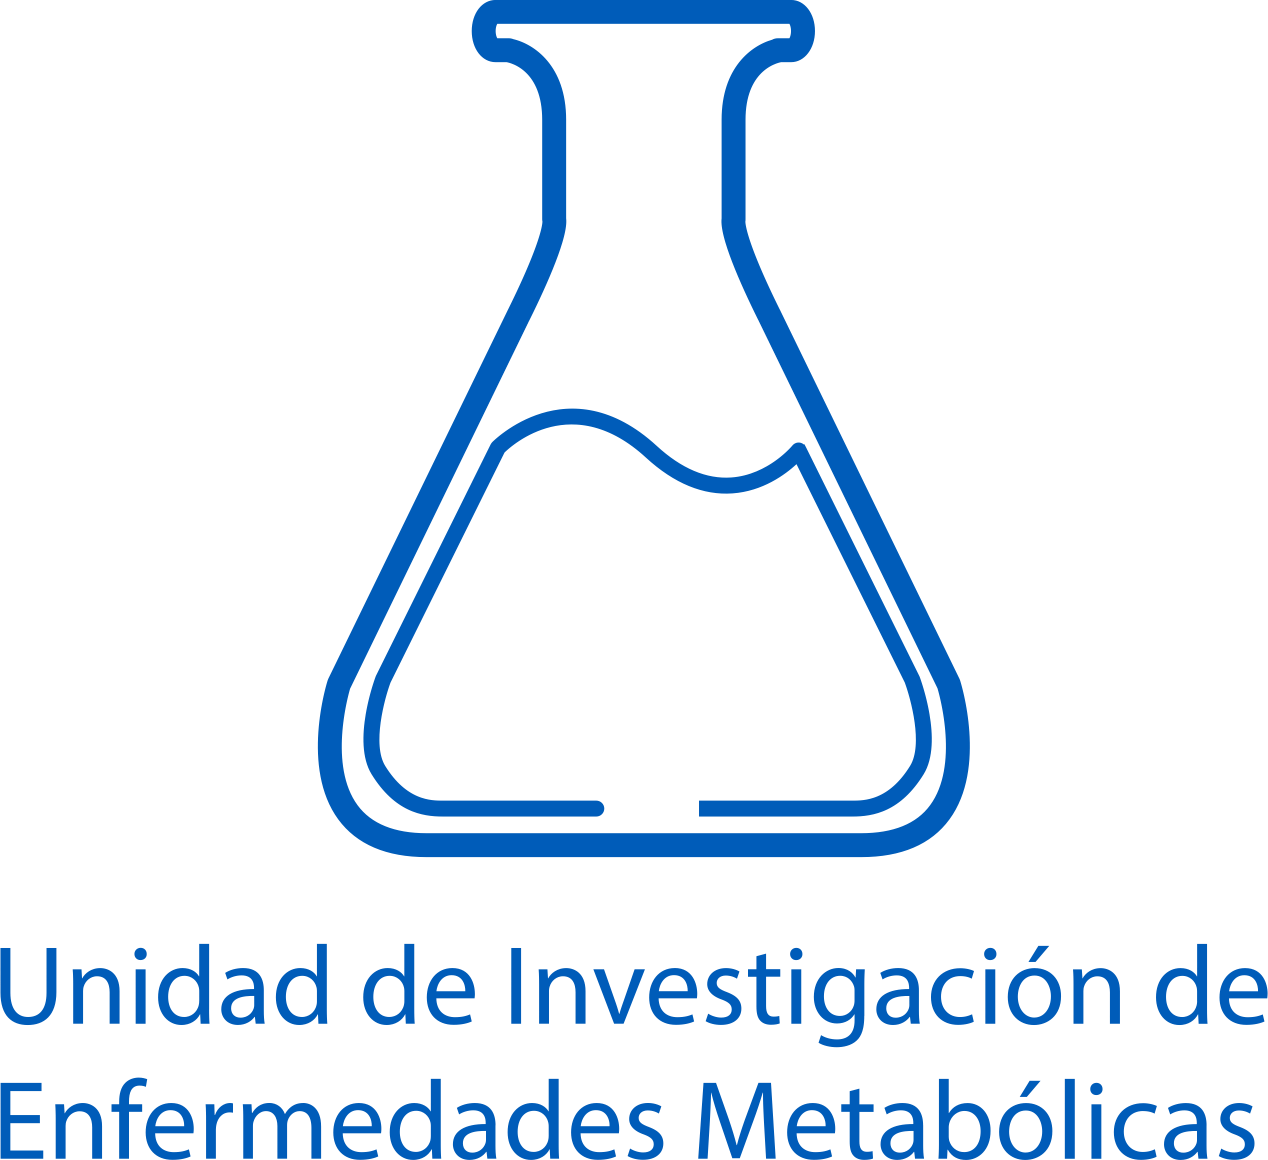 Unidad de Investigación de
Enfermedades Metabólicas